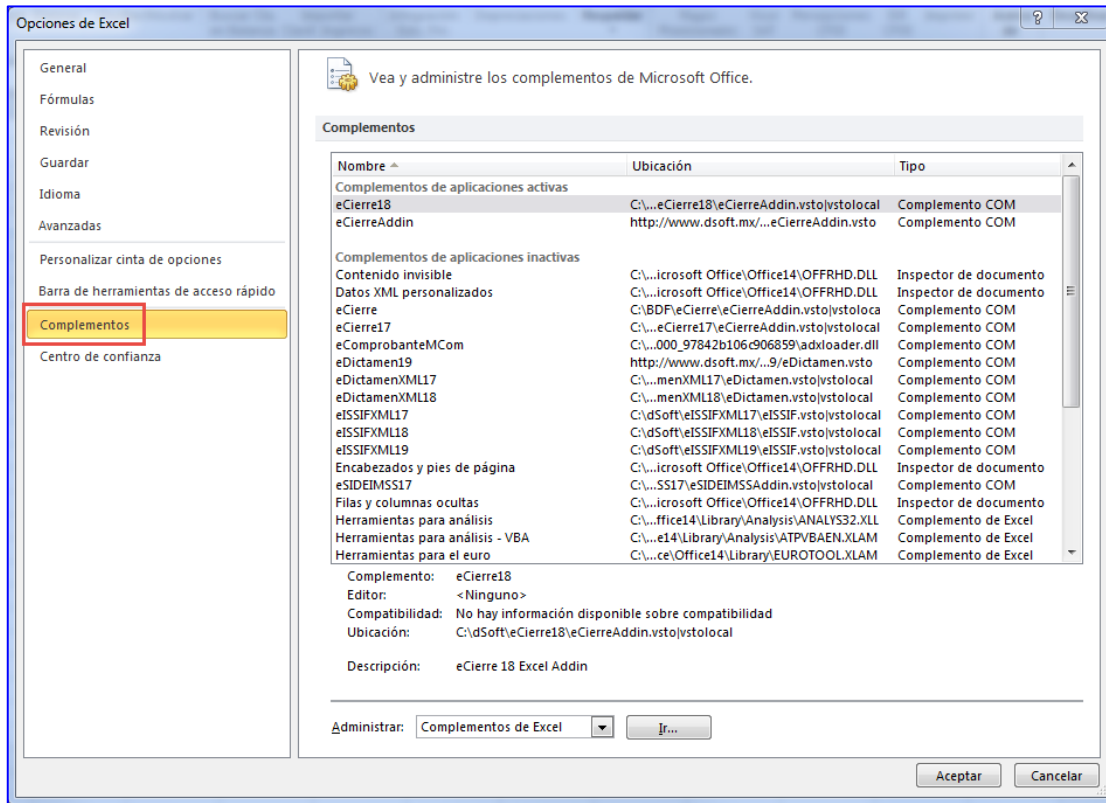 Opciones de Excel
General
Fórmulas
Revisión
Guardar
Idioma
Avanzadas
Personalizar cinta de opciones
Barra de herramientas de acceso rápido
Complementos
Centro de confianza
Vea y administre los complementos de Microsoft Office.
Complementos
Nombre Ubicación Tipo
Complementos de aplicaciones activas
eCierre18 C:\...eCierre18\eCierreAddin.vsto|vstolocal Complemento COM
eCierreAddin http://www.dsoft.mx/...eCierreAddin.vsto Complemento COM
Complementos de aplicaciones inactivas
Contenido invisible C:\...icrosoft Office\Office14\OFFRHD.DLL Inspector de documento
Datos XML personalizados C:\...icrosoft Office\Office14\OFFRHD.DLL Inspector de documento
eCierre C:\BDF\eCierre\eCierreAddin.vsto|vstoloca Complemento COM
eCierre17 C:\...eCierre17\eCierreAddin.vsto|vstolocal Complemento COM
eComprobanteMCom C:\...000_97842b106c906859\adxloader.dll Complemento COM
eDictamen19 http://www.dsoft.mx/...9/eDictamen.vsto Complemento COM
eDictamenXML17 C:\...menXML17\eDictamen.vsto|vstolocal Complemento COM
eDictamenXML18 C:\...menXML18\eDictamen.vsto|vstolocal Complemento COM
eISSIFXML17 C:\dSoft\eISSIFXML17\eISSIF.vsto|vstolocal Complemento COM
eISSIFXML18 C:\dSoft\eISSIFXML18\eISSIF.vsto|vstolocal Complemento COM
eISSIFXML19 C:\dSoft\eISSIFXML19\eISSIF.vsto|vstolocal Complemento COM
Encabezados y pies de página C:\...icrosoft Office\Office14\OFFRHD.DLL Inspector de documento
eSIDEIMSS17 C:\...SS17\eSIDEIMSSAddin.vsto|vstolocal Complemento COM
Filas y columnas ocultas C:\...icrosoft Office\Office14\OFFRHD.DLL Inspector de documento
Herramientas para análisis C:\...ffice14\Library\Analysis\ANALYS32.XLL Complemento de Excel
Herramientas para análisis - VBA C:\...e14\Library\Analysis\ATPVBAEN.XLAM Complemento de Excel
Herramientas para el euro C:\...ce\Office14\Library\EUROTOOL.XLAM Complemento de Excel
Complemento: eCierre18
Editor: <Ninguno>
Compatibilidad: No hay información disponible sobre compatibilidad
Ubicación: C:\dSoft\eCierre18\eCierreAddin.vsto|vstolocal
Descripción: eCierre 18 Excel Addin
Administrar: Complementos de Excel Ir...
Aceptar Cancelar